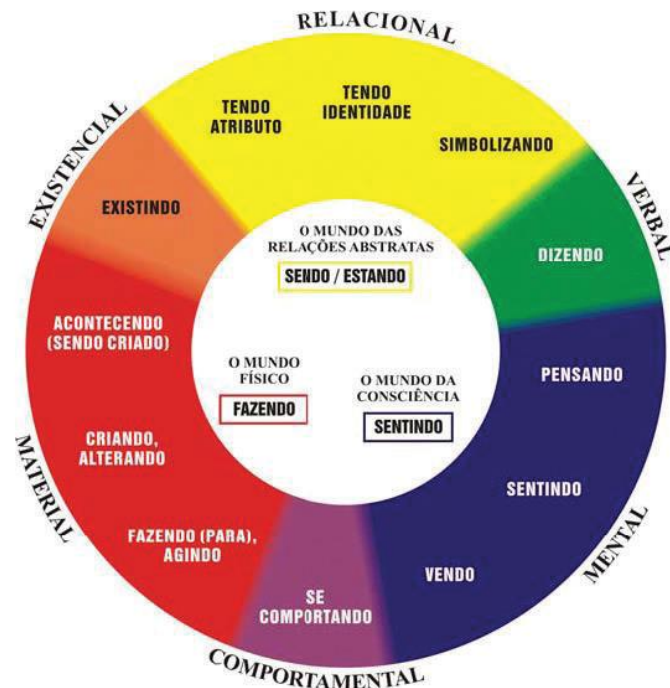 RELACIONAL
TENDO
ATRIBUTO
TENDO
IDENTIDADE
SIMBOLIZANDO
EXISTENCIAL
EXISTINDO
VERBAL
DIZENDO
O MUNDO DAS
RELAÇÕES ABSTRATAS
SENDO / ESTANDO
ACONTECENDO
(SENDO CRIADO)
O MUNDO
FÍSICO
FAZENDO
O MUNDO DA
CONSCIÊNCIA
SENTINDO
PENSANDO
CRIANDO,
ALTERANDO
SENTINDO
MATERIAL
FAZENDO (PARA),
AGINDO
VENDO
MENTAL
SE
COMPORTANDO
COMPORTAMENTAL